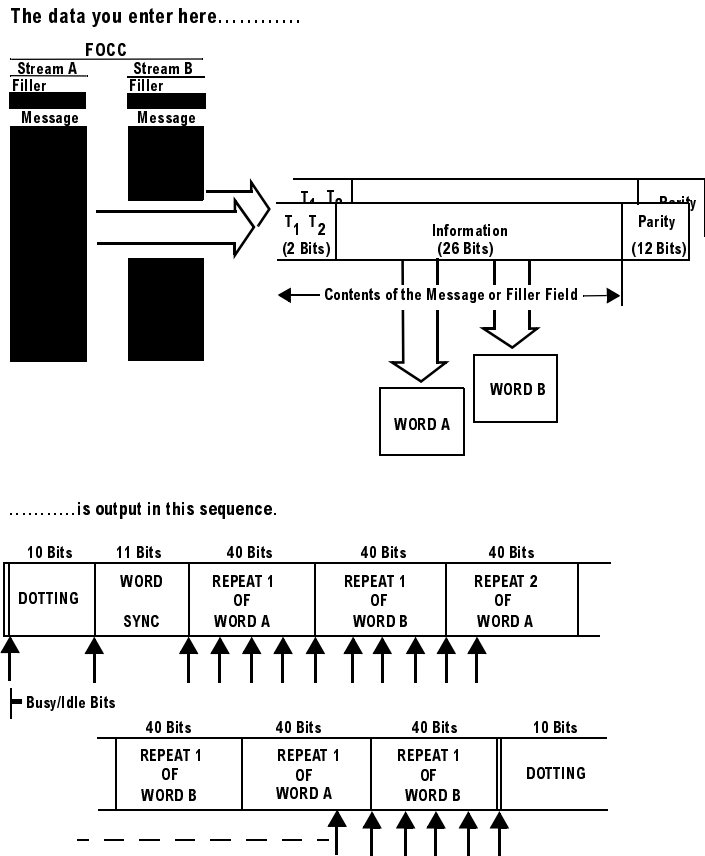 The data you enter here............
FOCC
Stream A Stream B
Filler Filler
Message Message
T1 T2 Parity
T1 T2 Information Parity
(2 Bits) (26 Bits) (12 Bits)
Contents of the Message or Filler Field
WORD B
WORD A
...........is output in this sequence.
10 Bits 11 Bits 40 Bits 40 Bits 40 Bits
DOTTING WORD SYNC REPEAT 1 OF WORD A REPEAT 1 OF WORD B REPEAT 2 OF WORD A
Busy/Idle Bits
40 Bits 40 Bits 40 Bits 10 Bits
REPEAT 1 OF WORD B REPEAT 1 OF WORD A REPEAT 1 OF WORD B DOTTING